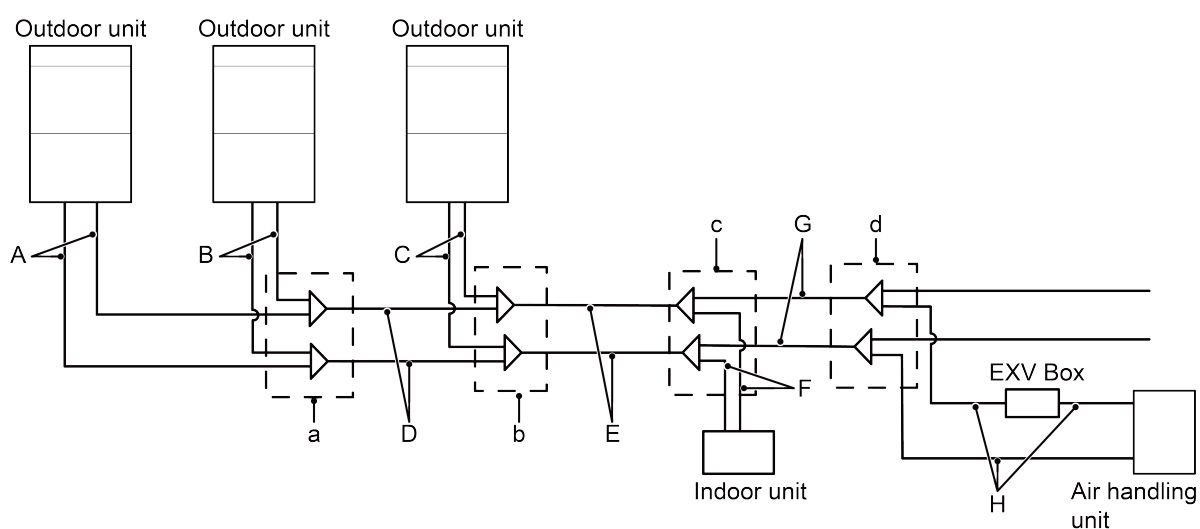 Outdoor unit
Outdoor unit
Outdoor unit
c
G
d
A
B
C
EXV Box
F
a
D
b
E
Indoor unit
H
Air handling
unit